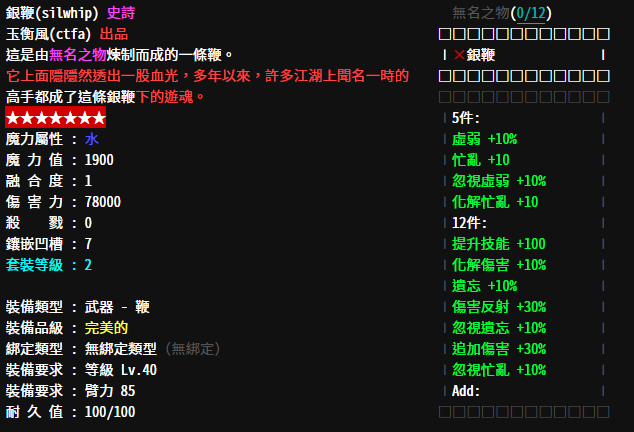 銀鞭(silwhip) 史詩
玉衡風(ctfa) 出品
這是由無名之物煉制而成的一條鞭。
它上面隱隱然透出一股血光，多年以來，許多江湖上聞名一時的
高手都成了這條銀鞭下的遊魂。
★★★★★★★
魔力屬性 : 水
魔 力 值 : 1900
融 合 度 : 1
傷 害 力 : 78000
殺　　戮 : 0
鑲嵌凹槽 : 7
套裝等級 : 2
裝備類型 : 武器 - 鞭
裝備品級 : 完美的
綁定類型 : 無綁定類型 (無綁定)
裝備要求 : 等級 Lv.40
裝備要求 : 臂力 85
耐 久 值 : 100/100
無名之物(0/12)
□□□□□□□□□□□□
| ×銀鞭 |
□□□□□□□□□□□□
□□□□□□□□□□□□
| 5件: |
| 虛弱 +10% |
| 忙亂 +10 |
| 忽視虛弱 +10% |
| 化解忙亂 +10 |
| 12件: |
| 提升技能 +100 |
| 化解傷害 +10% |
| 遺忘 +10% |
| 傷害反射 +30% |
| 忽視遺忘 +10% |
| 追加傷害 +30% |
| 忽視忙亂 +10% |
| Add: |
□□□□□□□□□□□□